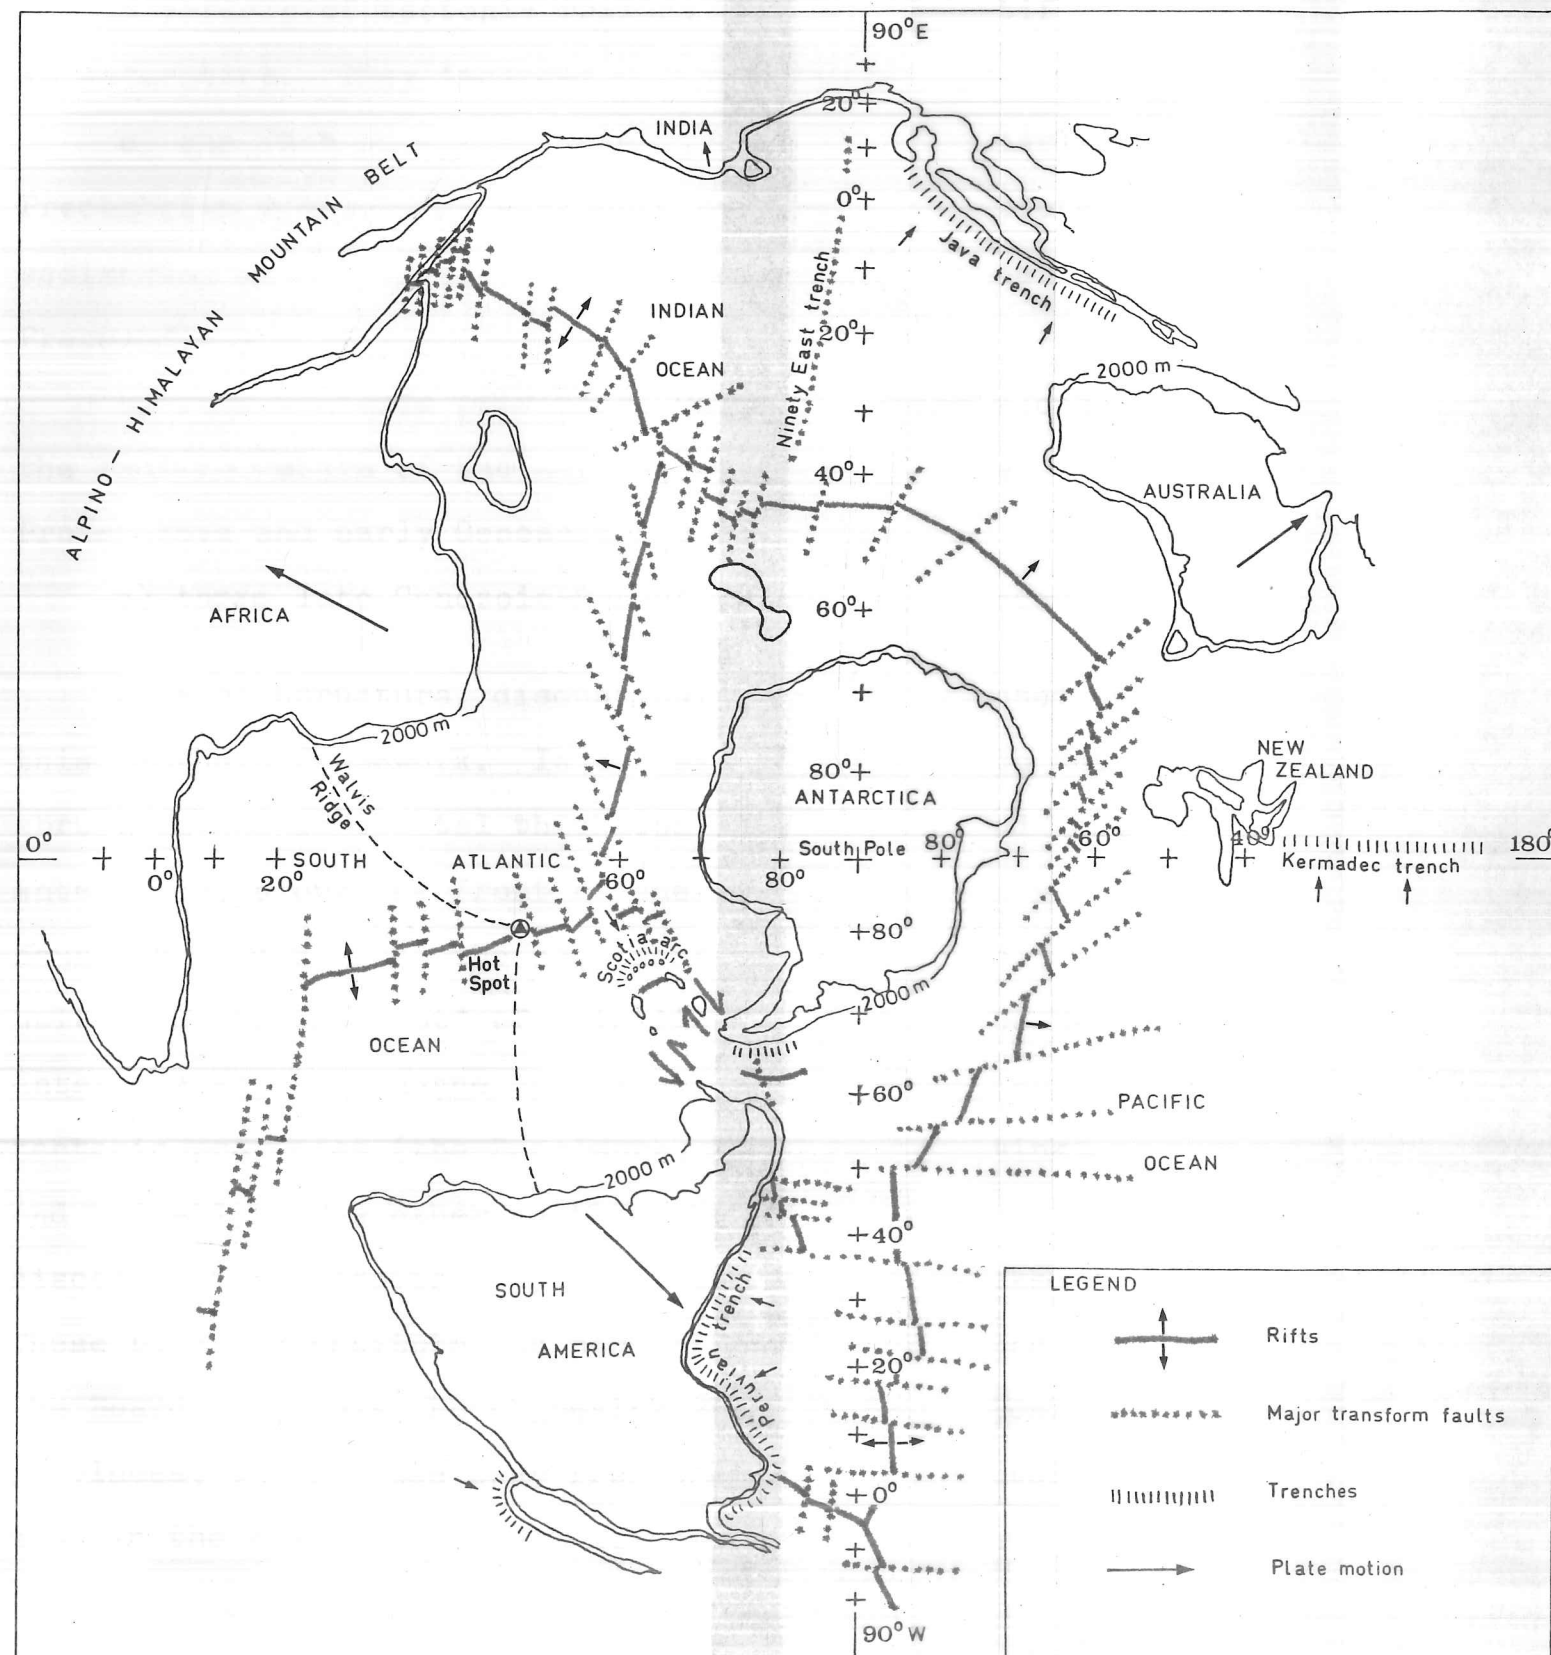 90°E
20°
INDIA
ALPINO – HIMALAYAN MOUNTAIN BELT
0°
Java trench
Ninety East trench
INDIAN
OCEAN
20°
2000 m
40°
AUSTRALIA
60°
AFRICA
2000 m
Walvis
Ridge
NEW
ZEALAND
80°
ANTARCTICA
0°
0°
20°
SOUTH
ATLANTIC
60°
80°
South Pole
80°
60°
40°
180°
Kermadec trench
80°
Scotia arc
Hot
Spot
2000 m
OCEAN
60°
PACIFIC
OCEAN
2000 m
40°
SOUTH
AMERICA
Peruvian trench
20°
0°
90°W
LEGEND
Rifts
Major transform faults
Trenches
Plate motion